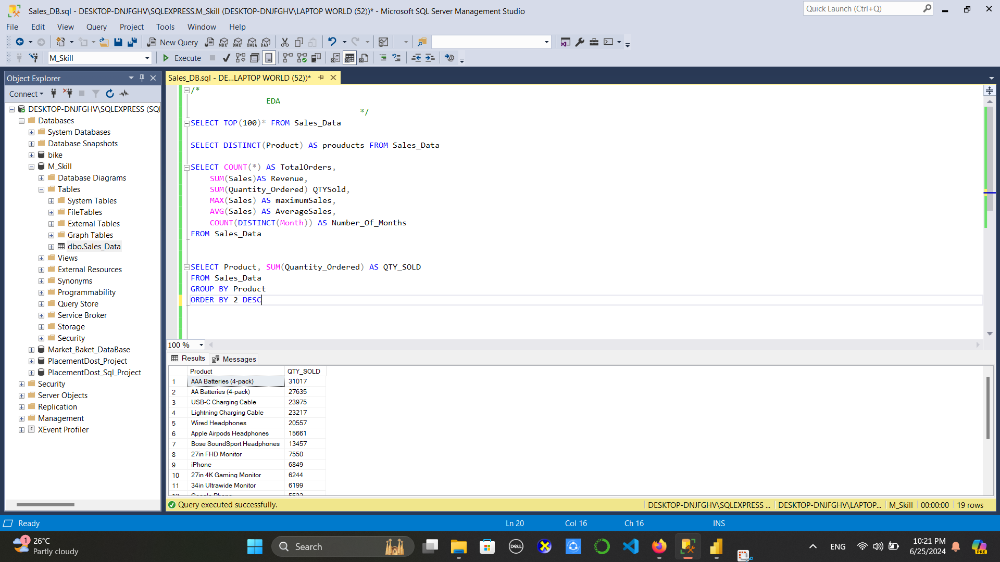 Sales_DB.sql - DESKTOP-DNJFGHV\SQLEXPRESS.M_Skill (DESKTOP-DNJFGHV\LAPTOP WORLD (52))* - Microsoft SQL Server Management Studio
Quick Launch (Ctrl+Q)
File Edit View Query Project Tools Window Help
New Query MDX DMX XMLA DAX
M_Skill Execute
Object Explorer
Connect
DESKTOP-DNJFGHV\SQLEXPRESS (SQ
Databases
System Databases
Database Snapshots
bike
M_Skill
Database Diagrams
Tables
System Tables
FileTables
External Tables
Graph Tables
dbo.Sales_Data
Views
External Resources
Synonyms
Programmability
Query Store
Service Broker
Storage
Security
Market_Baket_DataBase
PlacementDost_Project
PlacementDost_Sql_Project
Security
Server Objects
Replication
Management
XEvent Profiler
Sales_DB.sql - DE...LAPTOP WORLD (52))*
/*
EDA
*/
SELECT TOP(100)* FROM Sales_Data
SELECT DISTINCT(Product) AS prouducts FROM Sales_Data
SELECT COUNT(*) AS TotalOrders,
SUM(Sales)AS Revenue,
SUM(Quantity_Ordered) QTYSold,
MAX(Sales) AS maximumSales,
AVG(Sales) AS AverageSales,
COUNT(DISTINCT(Month)) AS Number_Of_Months
FROM Sales_Data
SELECT Product, SUM(Quantity_Ordered) AS QTY_SOLD
FROM Sales_Data
GROUP BY Product
ORDER BY 2 DESC
100 %
Results Messages
Product QTY_SOLD
1 AAA Batteries (4-pack) 31017
2 AA Batteries (4-pack) 27635
3 USB-C Charging Cable 23975
4 Lightning Charging Cable 23217
5 Wired Headphones 20557
6 Apple Airpods Headphones 15661
7 Bose SoundSport Headphones 13457
8 27in FHD Monitor 7550
9 iPhone 6849
10 27in 4K Gaming Monitor 6244
11 34in Ultrawide Monitor 6199
Query executed successfully. DESKTOP-DNJFGHV\SQLEXPRESS ... DESKTOP-DNJFGHV\LAPTOP... M_Skill 00:00:00 19 rows
Ready Ln 20 Col 16 Ch 16 INS
1 26°C
Partly cloudy
Search
DELL
ENG
10:21 PM
6/25/2024
PRE